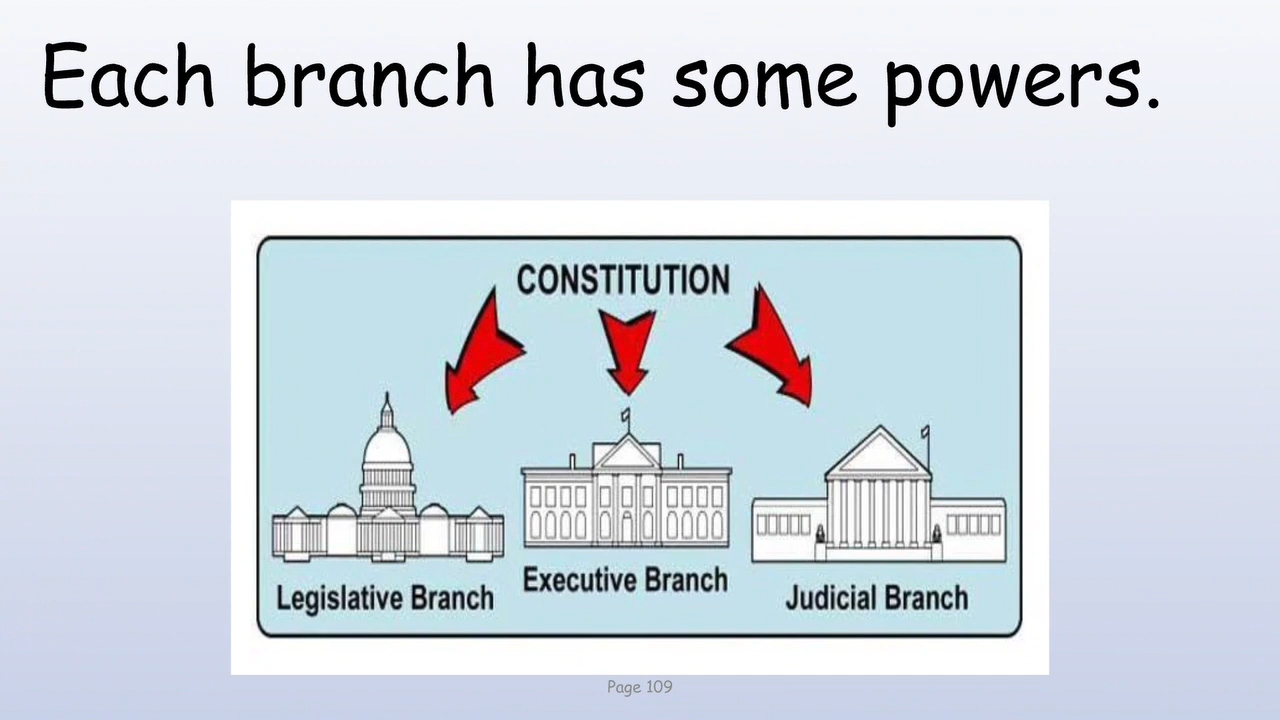 Each branch has some powers.
CONSTITUTION
Legislative Branch
Executive Branch
Judicial Branch
Page 109